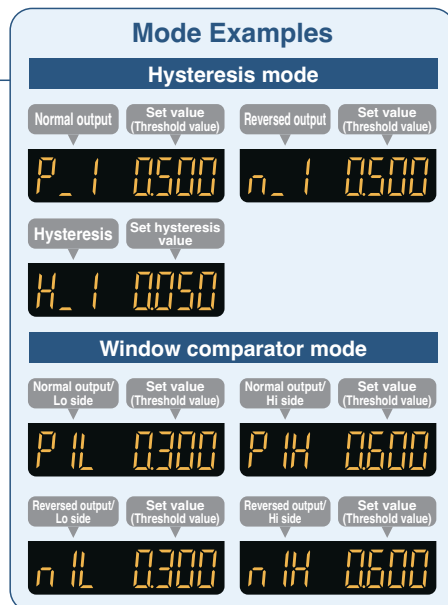 Mode Examples
Hysteresis mode
Normal output
Set value
(Threshold value)
Reversed output
Set value
(Threshold value)
P_1 0.500
n_1 0.500
Hysteresis
Set hysteresis
value
H_1 0.050
Window comparator mode
Normal output/
Lo side
Set value
(Threshold value)
Normal output/
Hi side
Set value
(Threshold value)
P1L 0.300
P1H 0.600
Reversed output/
Lo side
Set value
(Threshold value)
Reversed output/
Hi side
Set value
(Threshold value)
n1L 0.300
n1H 0.600